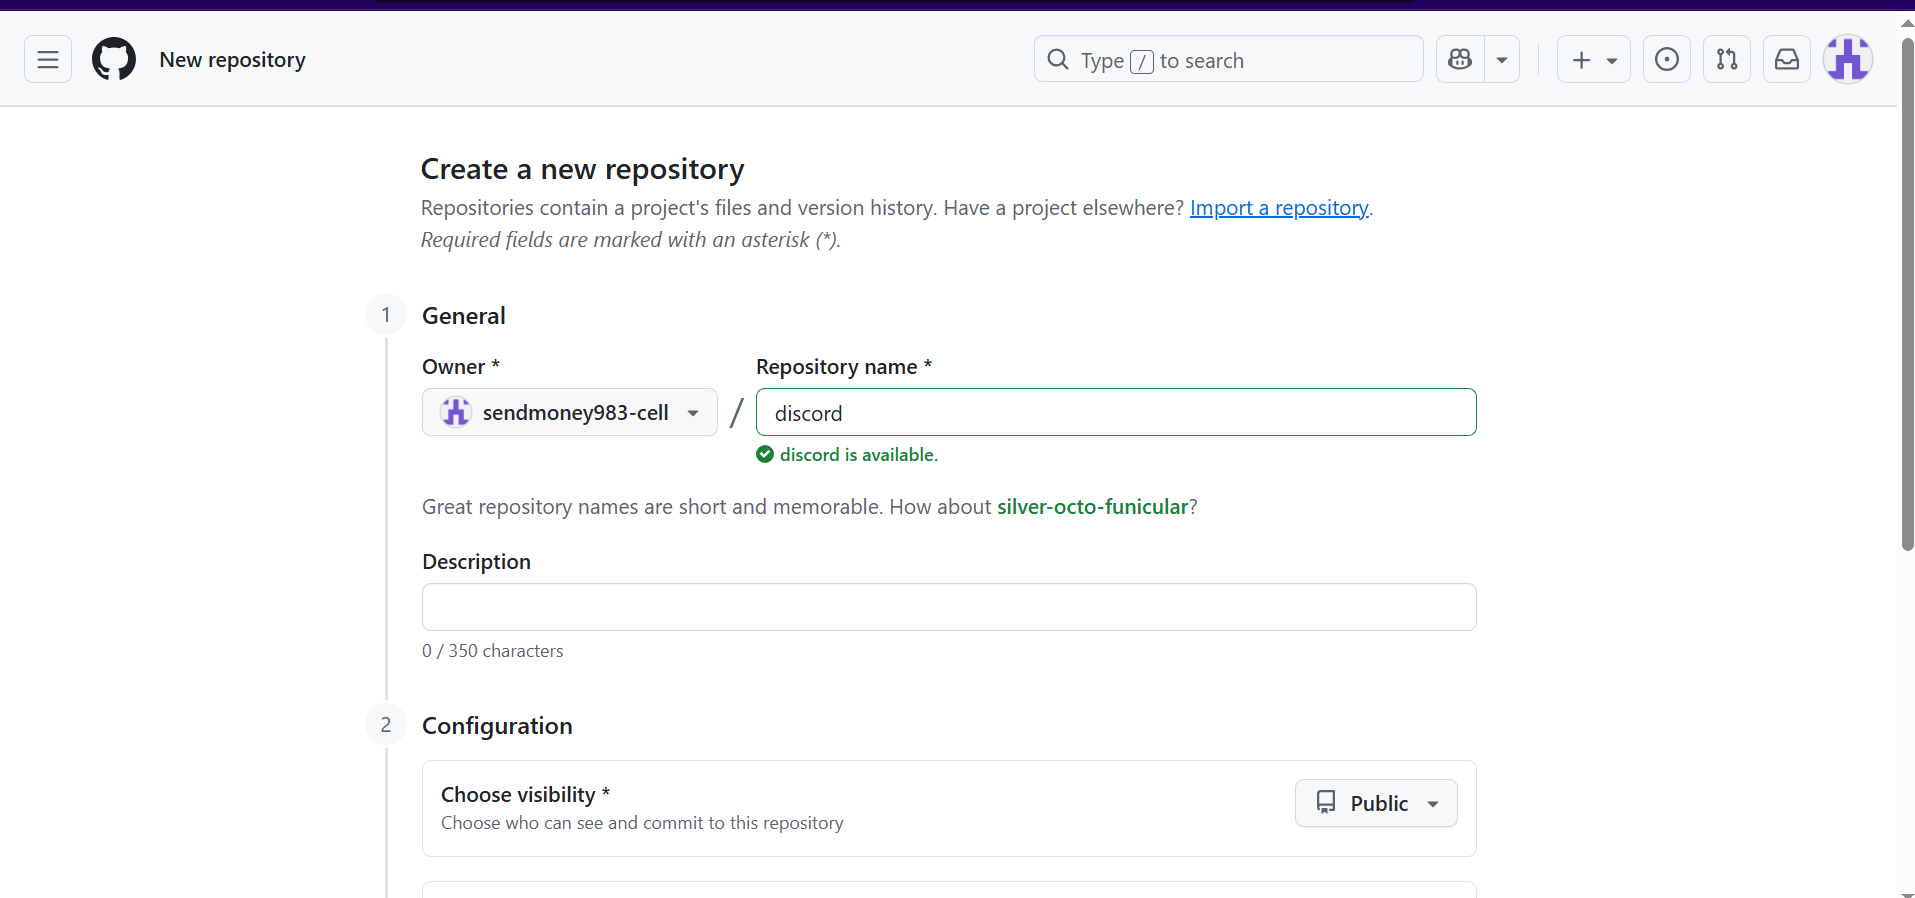 New repository
Type / to search
Create a new repository
Repositories contain a project's files and version history. Have a project elsewhere? Import a repository.
Required fields are marked with an asterisk (*).
1
General
Owner *
Repository name *
sendmoney983-cell
/
discord
discord is available.
Great repository names are short and memorable. How about silver-octo-funicular?
Description
0 / 350 characters
2
Configuration
Choose visibility *
Choose who can see and commit to this repository
Public